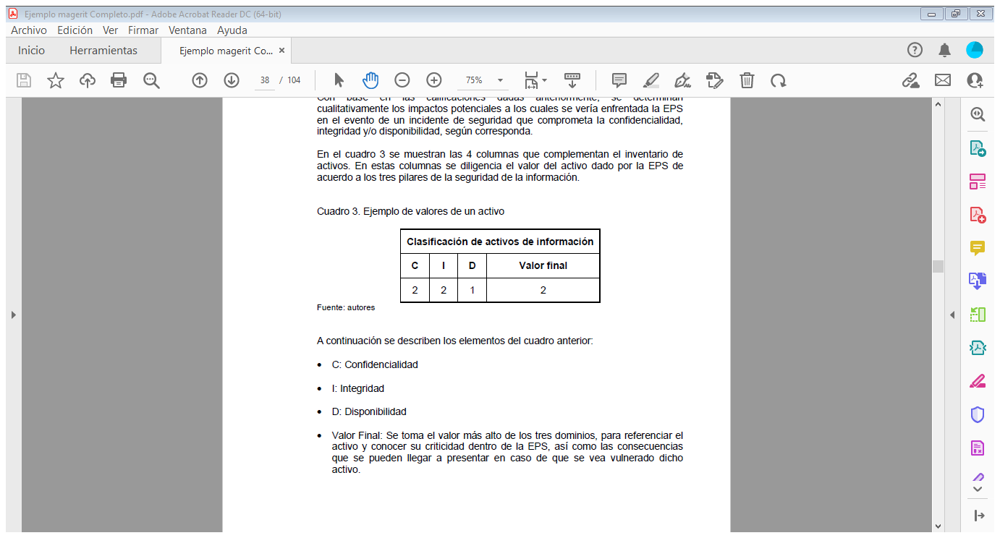 Ejemplo magerit Completo.pdf - Adobe Acrobat Reader DC (64-bit)
Archivo Edición Ver Firmar Ventana Ayuda
Inicio Herramientas Ejemplo magerit Co... ×
38 / 104 75%
Con base en las calificaciones dadas anteriormente, se determinan
cualitativamente los impactos potenciales a los cuales se vería enfrentada la EPS
en el evento de un incidente de seguridad que comprometa la confidencialidad,
integridad y/o disponibilidad, según corresponda.
En el cuadro 3 se muestran las 4 columnas que complementan el inventario de
activos. En estas columnas se diligencia el valor del activo dado por la EPS de
acuerdo a los tres pilares de la seguridad de la información.
Cuadro 3. Ejemplo de valores de un activo
Clasificación de activos de información
C I D Valor final
2 2 1 2
Fuente: autores
A continuación se describen los elementos del cuadro anterior:
• C: Confidencialidad
• I: Integridad
• D: Disponibilidad
• Valor Final: Se toma el valor más alto de los tres dominios, para referenciar el
activo y conocer su criticidad dentro de la EPS, así como las consecuencias
que se pueden llegar a presentar en caso de que se vea vulnerado dicho
activo.